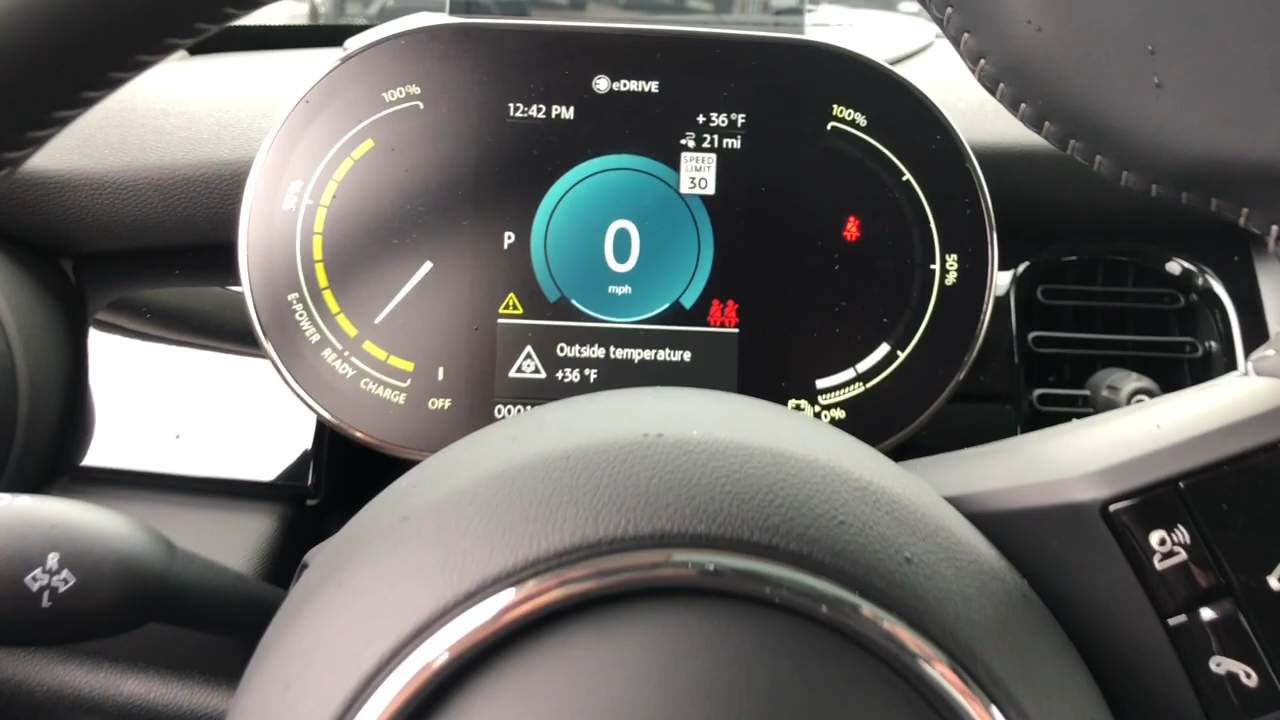 eDRIVE
12:42 PM
+ 36 °F
21 mi
SPEED
LIMIT
30
100%
50%
E-POWER READY CHARGE
OFF
P
0
mph
Outside temperature
+36 °F
100%
50%
0%